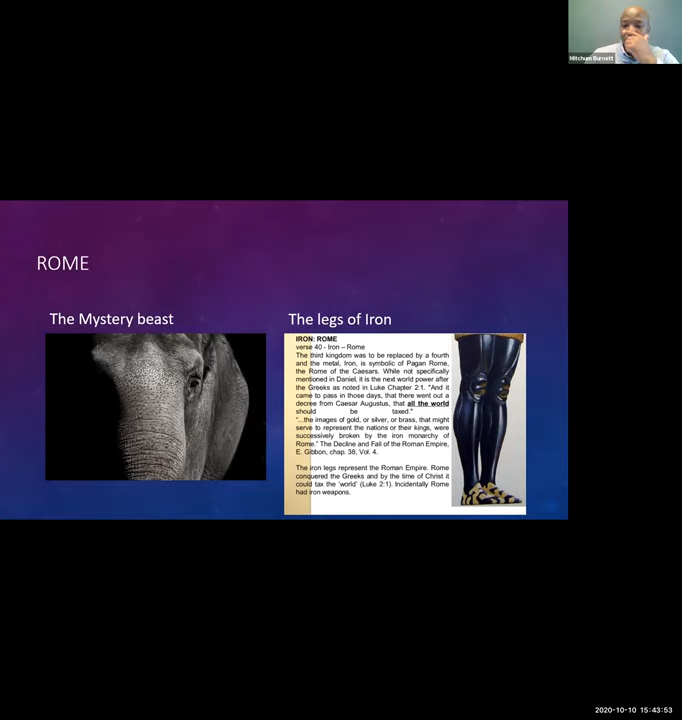 Mitchum Burnett
ROME
The Mystery beast
The legs of Iron
IRON: ROME
verse 40 - Iron – Rome
The third kingdom was to be replaced by a fourth
and the metal, Iron, is symbolic of Pagan Rome,
the Rome of the Caesars. While not specifically
mentioned in Daniel, it is the next world power after
the Greeks as noted in Luke Chapter 2:1. "And it
came to pass in those days, that there went out a
decree from Caesar Augustus, that all the world
should be taxed."
"...the images of gold, or silver, or brass, that might
serve to represent the nations or their kings, were
successively broken by the iron monarchy of
Rome." The Decline and Fall of the Roman Empire,
E. Gibbon, chap. 38, Vol. 4.
The iron legs represent the Roman Empire. Rome
conquered the Greeks and by the time of Christ it
could tax the 'world' (Luke 2:1). Incidentally Rome
had iron weapons.
2020-10-10 15:43:53